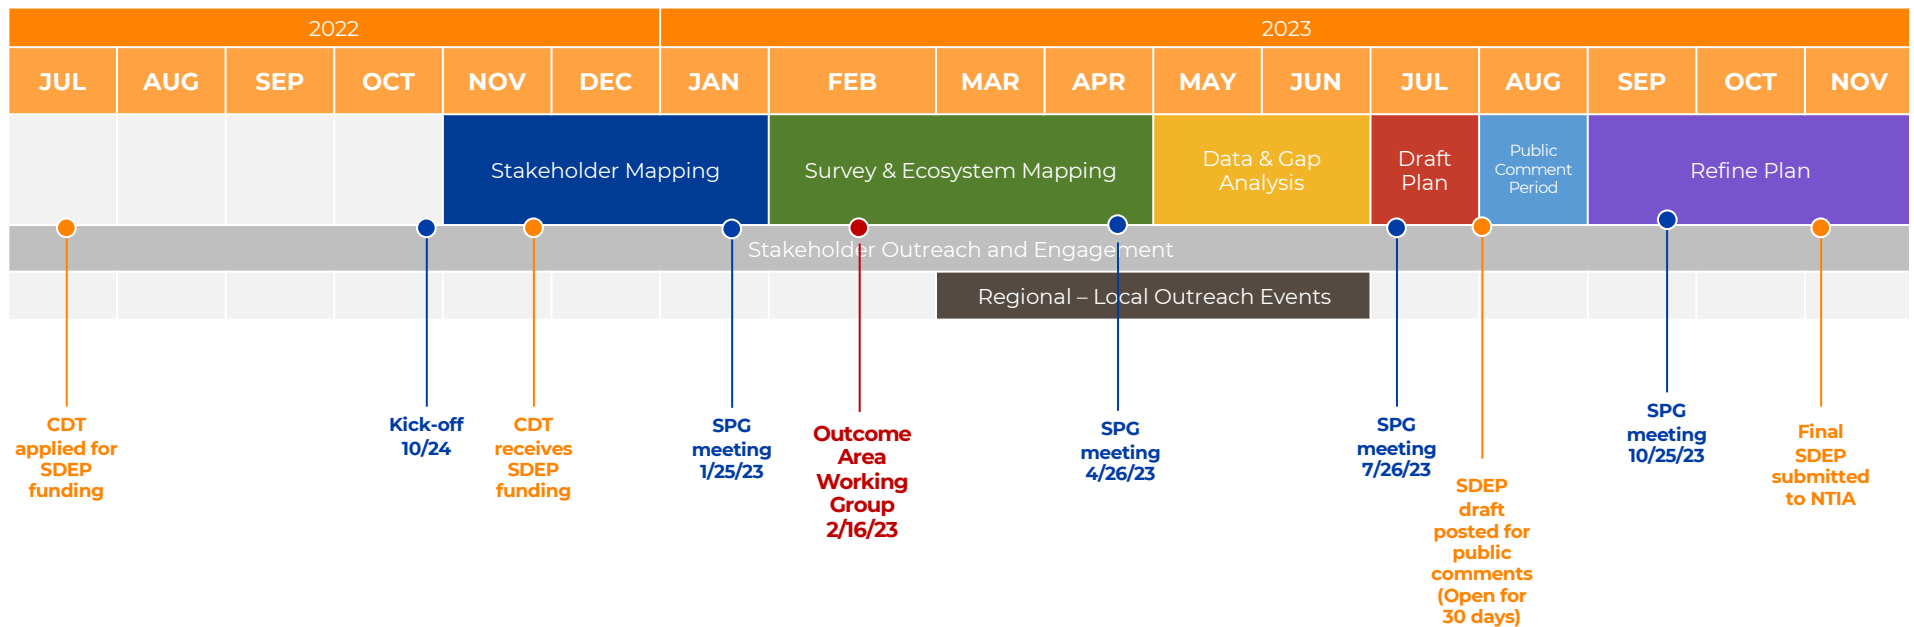 2022
2023
JUL
AUG
SEP
OCT
NOV
DEC
JAN
FEB
MAR
APR
MAY
JUN
JUL
AUG
SEP
OCT
NOV
Stakeholder Mapping
Survey & Ecosystem Mapping
Data & Gap
Analysis
Draft
Plan
Public
Comment
Period
Refine Plan
Stakeholder Outreach and Engagement
Regional – Local Outreach Events
CDT
applied for
SDEP
funding
Kick-off
10/24
CDT
receives
SDEP
funding
SPG
meeting
1/25/23
Outcome
Area
Working
Group
2/16/23
SPG
meeting
4/26/23
SPG
meeting
7/26/23
SDEP
draft
posted for
public
comments
(Open for
30 days)
SPG
meeting
10/25/23
Final
SDEP
submitted
to NTIA